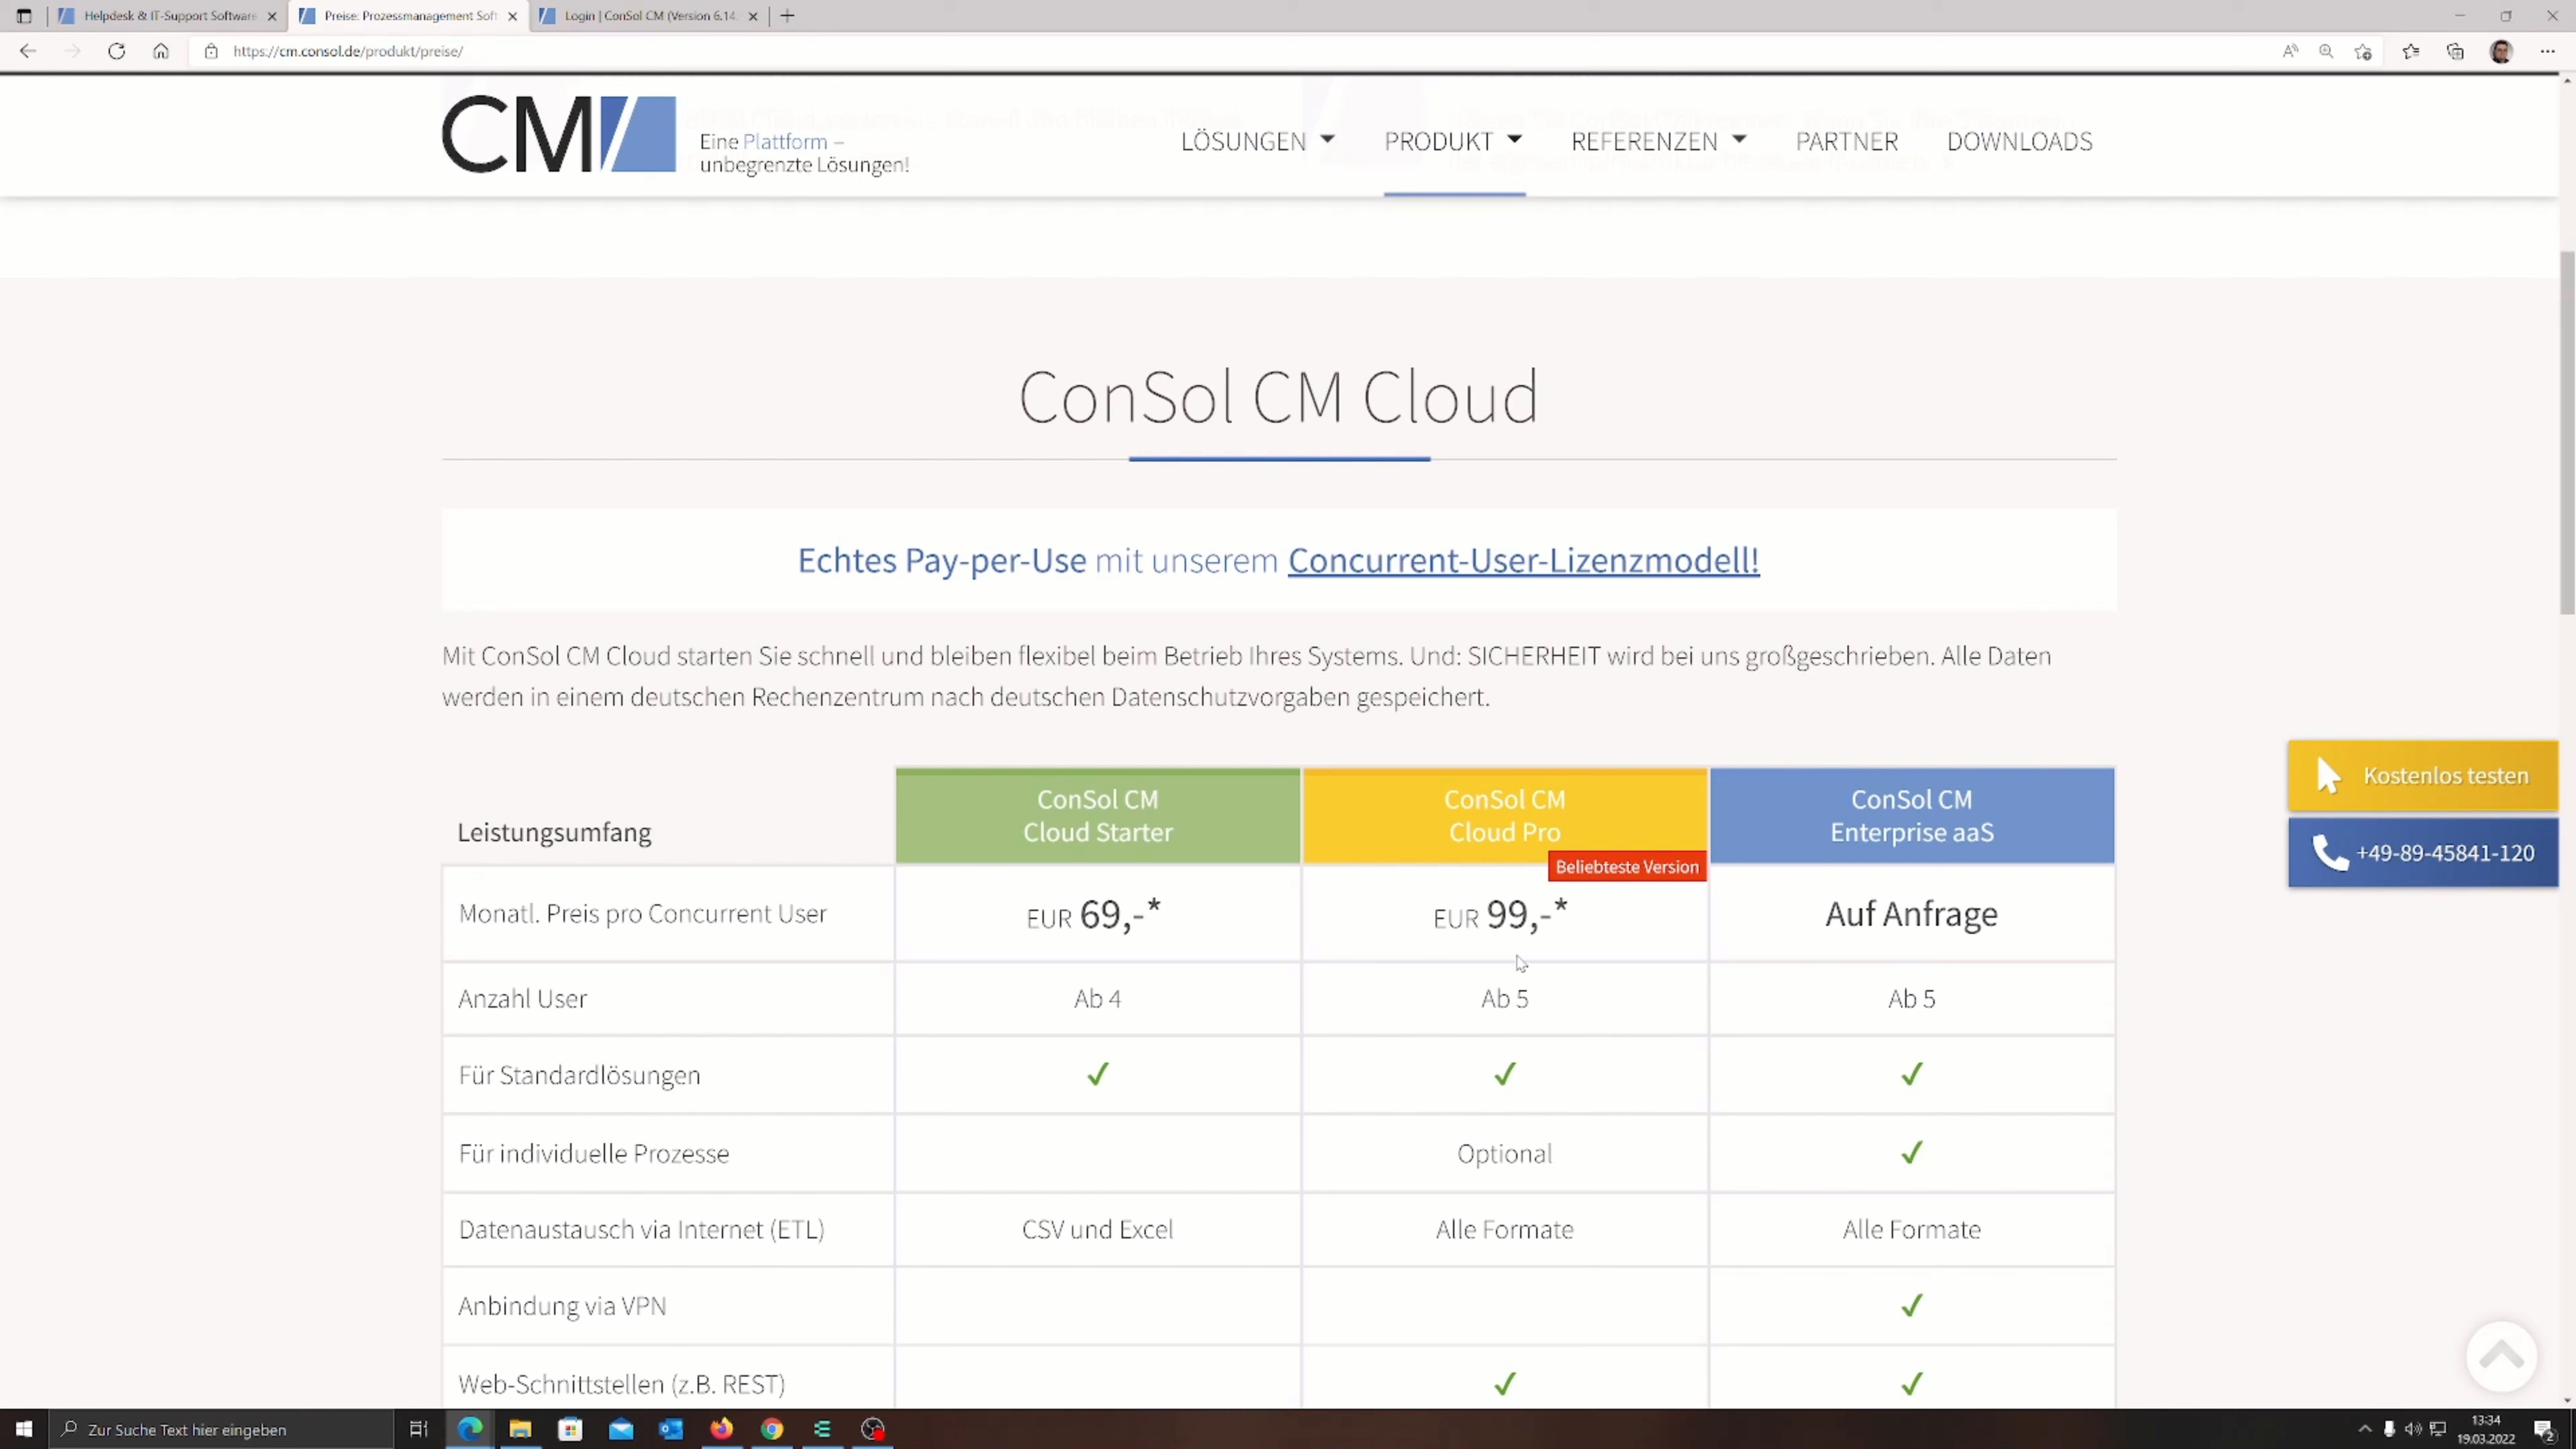 Helpdesk & IT-Support Software
Preise: Prozessmanagement Soft
Login | ConSol CM (Version 6.14.
https://cm.consol.de/produkt/preise/
CM
Eine Plattform –
unbegrenzte Lösungen!
LÖSUNGEN
PRODUKT
REFERENZEN
PARTNER
DOWNLOADS
ConSol CM Cloud
Echtes Pay-per-Use mit unserem Concurrent-User-Lizenzmodell!
Mit ConSol CM Cloud starten Sie schnell und bleiben flexibel beim Betrieb Ihres Systems. Und: SICHERHEIT wird bei uns großgeschrieben. Alle Daten
werden in einem deutschen Rechenzentrum nach deutschen Datenschutzvorgaben gespeichert.
Kostenlos testen
+49-89-45841-120
Leistungsumfang
ConSol CM
Cloud Starter
ConSol CM
Cloud Pro
Beliebteste Version
ConSol CM
Enterprise aaS
Monatl. Preis pro Concurrent User
EUR 69,-*
EUR 99,-*
Auf Anfrage
Anzahl User
Ab 4
Ab 5
Ab 5
Für Standardlösungen
✓
✓
✓
Für individuelle Prozesse
Optional
✓
Datenaustausch via Internet (ETL)
CSV und Excel
Alle Formate
Alle Formate
Anbindung via VPN
✓
Web-Schnittstellen (z.B. REST)
✓
✓
Zur Suche Text hier eingeben
13:34
19.03.2022
2